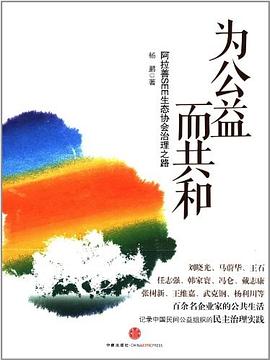 为公益
而共和
阿拉善SEE生态协会治理之路
杨鹏 著
刘晓光、马蔚华、王石
任志强、韩家寰、冯仑、戴志康
张树新、王维嘉、武克钢、杨利川等
百余名企业家的公共生活
记录中国民间公益组织的民主治理实践
中信出版社·CHINACITICPRESS